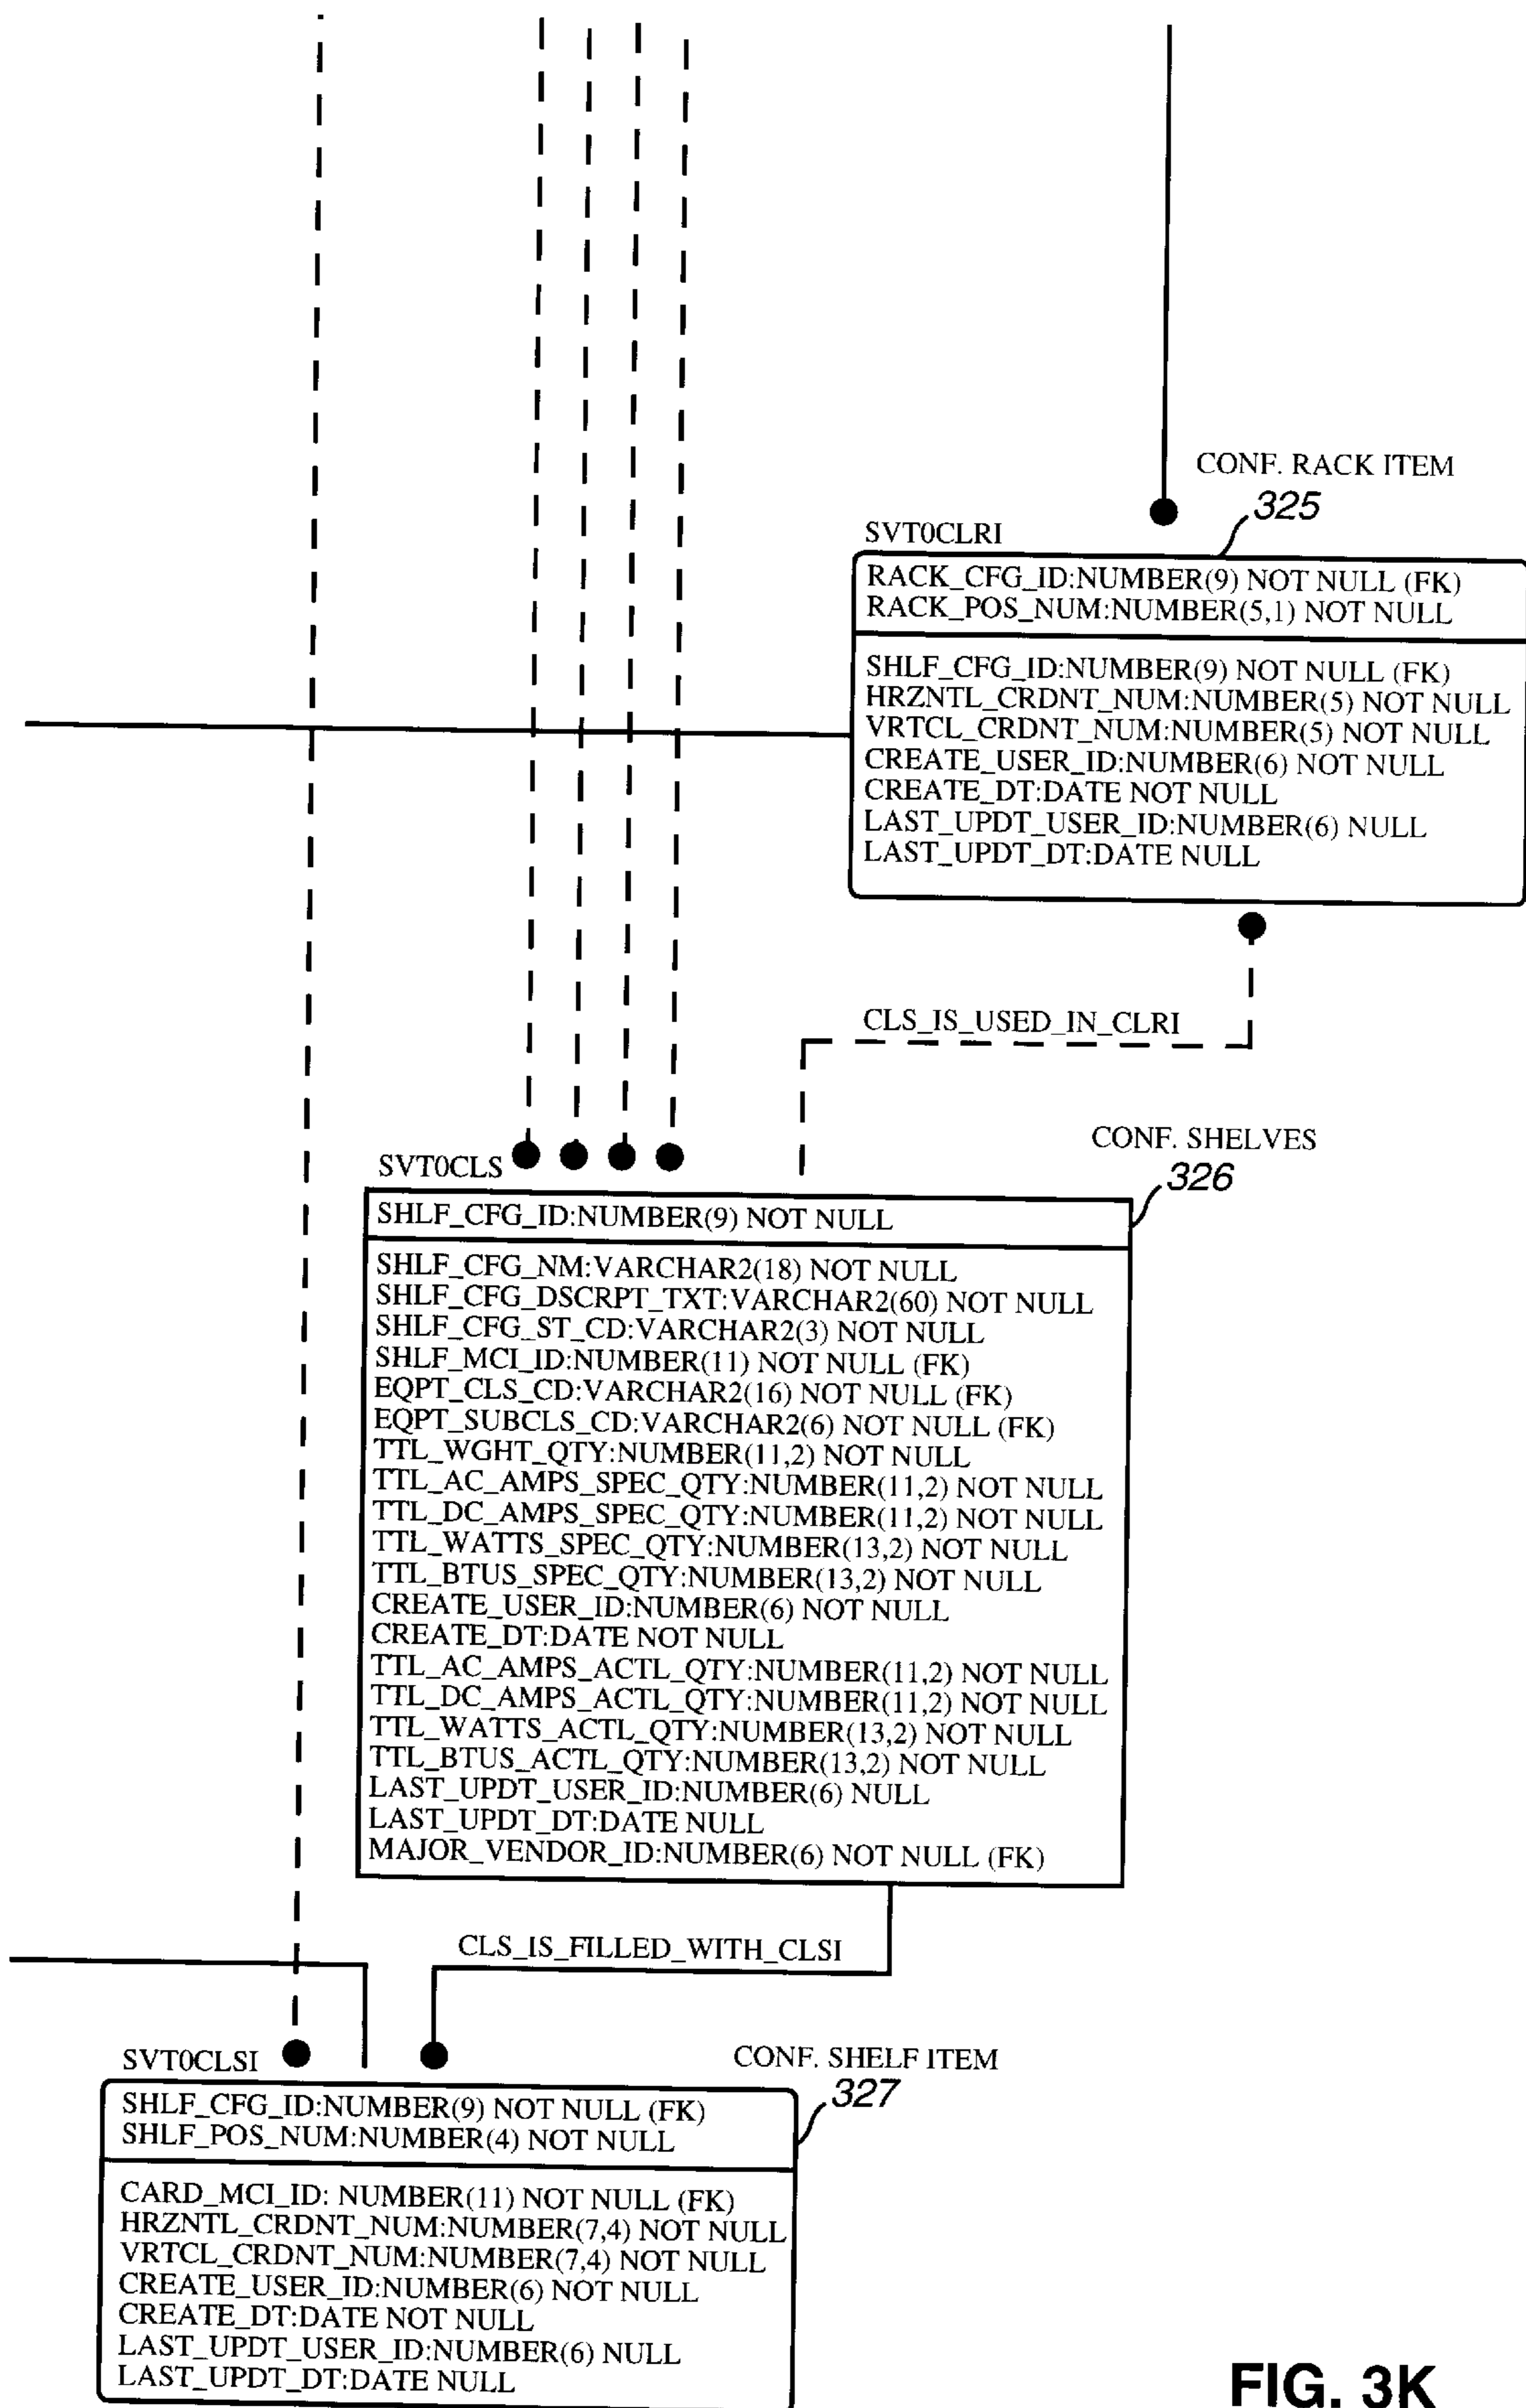 CONF. RACK ITEM
325
SVT0CLRI
RACK_CFG_ID:NUMBER(9) NOT NULL (FK)
RACK_POS_NUM:NUMBER(5,1) NOT NULL
SHLF_CFG_ID:NUMBER(9) NOT NULL (FK)
HRZNTL_CRDNT_NUM:NUMBER(5) NOT NULL
VRTCL_CRDNT_NUM:NUMBER(5) NOT NULL
CREATE_USER_ID:NUMBER(6) NOT NULL
CREATE_DT:DATE NOT NULL
LAST_UPDT_USER_ID:NUMBER(6) NULL
LAST_UPDT_DT:DATE NULL
CLS_IS_USED_IN_CLRI
CONF. SHELVES
326
SVT0CLS
SHLF_CFG_ID:NUMBER(9) NOT NULL
SHLF_CFG_NM:VARCHAR2(18) NOT NULL
SHLF_CFG_DSCRPT_TXT:VARCHAR2(60) NOT NULL
SHLF_CFG_ST_CD:VARCHAR2(3) NOT NULL
SHLF_MCI_ID:NUMBER(11) NOT NULL (FK)
EQPT_CLS_CD:VARCHAR2(16) NOT NULL (FK)
EQPT_SUBCLS_CD:VARCHAR2(6) NOT NULL (FK)
TTL_WGHT_QTY:NUMBER(11,2) NOT NULL
TTL_AC_AMPS_SPEC_QTY:NUMBER(11,2) NOT NULL
TTL_DC_AMPS_SPEC_QTY:NUMBER(11,2) NOT NULL
TTL_WATTS_SPEC_QTY:NUMBER(13,2) NOT NULL
TTL_BTUS_SPEC_QTY:NUMBER(13,2) NOT NULL
CREATE_USER_ID:NUMBER(6) NOT NULL
CREATE_DT:DATE NOT NULL
TTL_AC_AMPS_ACTL_QTY:NUMBER(11,2) NOT NULL
TTL_DC_AMPS_ACTL_QTY:NUMBER(11,2) NOT NULL
TTL_WATTS_ACTL_QTY:NUMBER(13,2) NOT NULL
TTL_BTUS_ACTL_QTY:NUMBER(13,2) NOT NULL
LAST_UPDT_USER_ID:NUMBER(6) NULL
LAST_UPDT_DT:DATE NULL
MAJOR_VENDOR_ID:NUMBER(6) NOT NULL (FK)
CLS_IS_FILLED_WITH_CLSI
SVT0CLSI
CONF. SHELF ITEM
327
SHLF_CFG_ID:NUMBER(9) NOT NULL (FK)
SHLF_POS_NUM:NUMBER(4) NOT NULL
CARD_MCI_ID: NUMBER(11) NOT NULL (FK)
HRZNTL_CRDNT_NUM:NUMBER(7,4) NOT NULL
VRTCL_CRDNT_NUM:NUMBER(7,4) NOT NULL
CREATE_USER_ID:NUMBER(6) NOT NULL
CREATE_DT:DATE NOT NULL
LAST_UPDT_USER_ID:NUMBER(6) NULL
LAST_UPDT_DT:DATE NULL
FIG. 3K